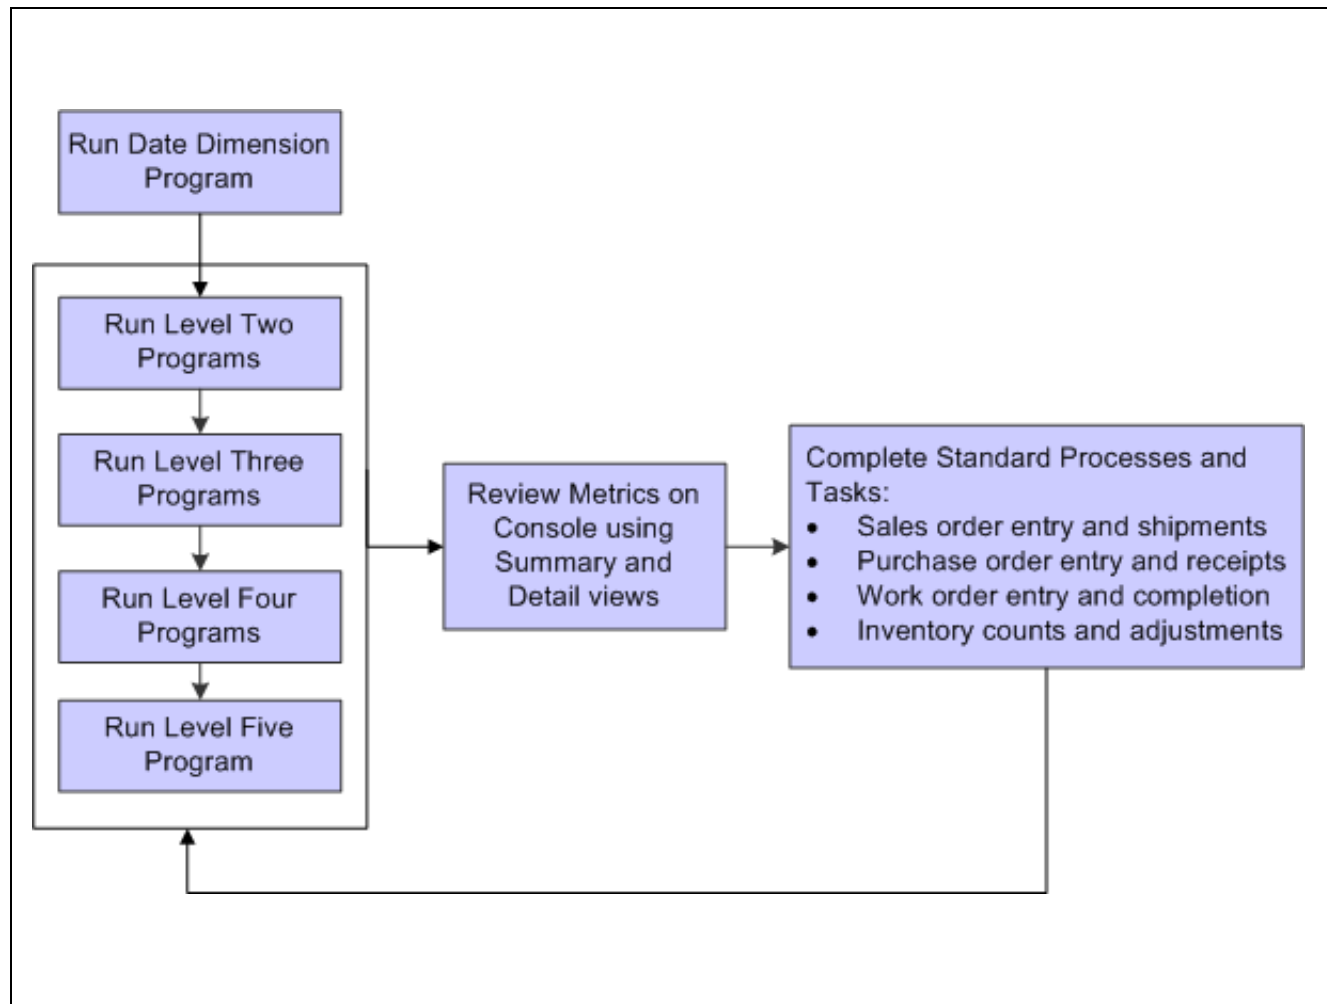 Run Date Dimension
Program
Run Level Two
Programs
Run Level Three
Programs
Run Level Four
Programs
Run Level Five
Program
Review Metrics on
Console using
Summary and
Detail views
Complete Standard Processes and
Tasks:
• Sales order entry and shipments
• Purchase order entry and receipts
• Work order entry and completion
• Inventory counts and adjustments